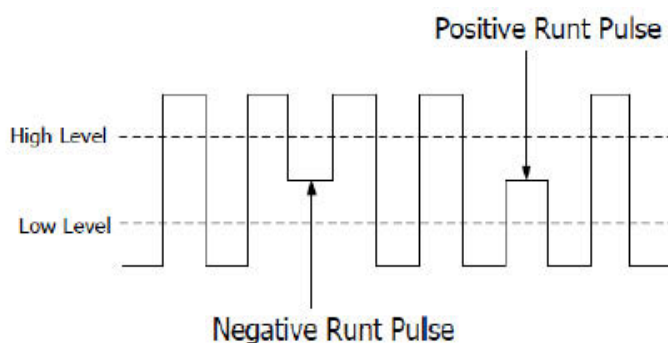 Positive Runt Pulse
High Level
Low Level
Negative Runt Pulse